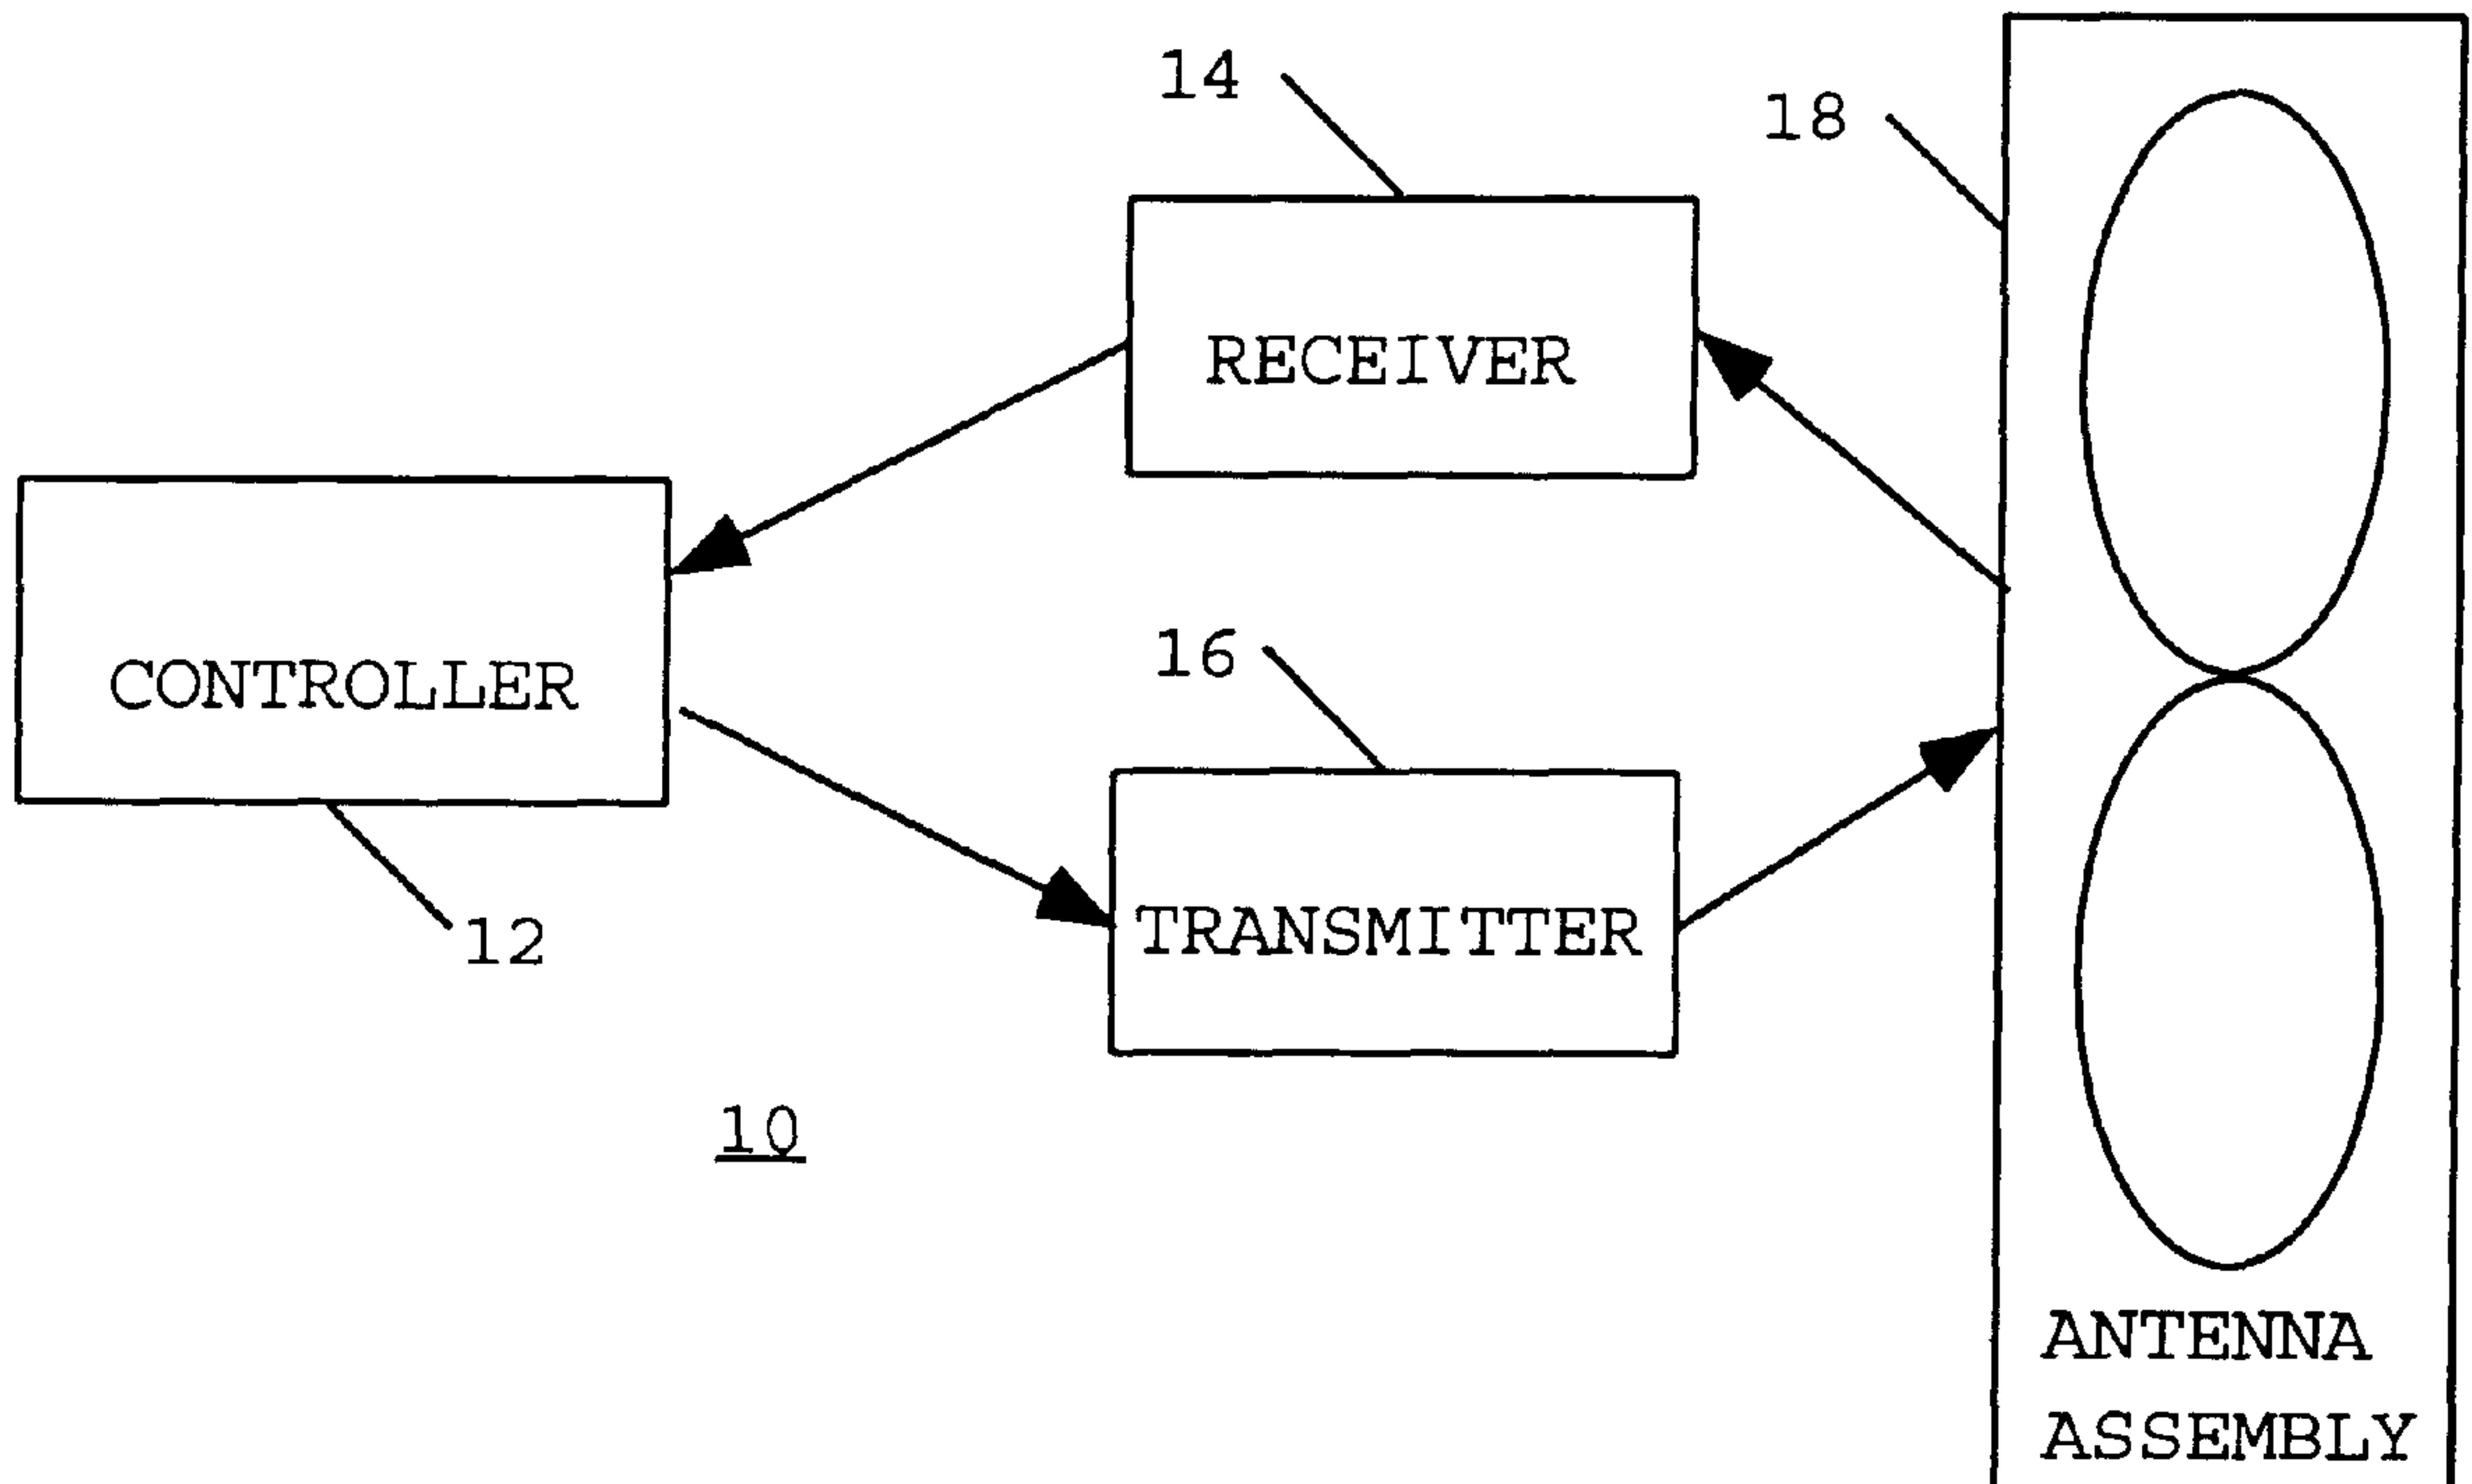 14
18
RECEIVER
16
CONTROLLER
12
TRANSMITTER
10
ANTENNA
ASSEMBLY